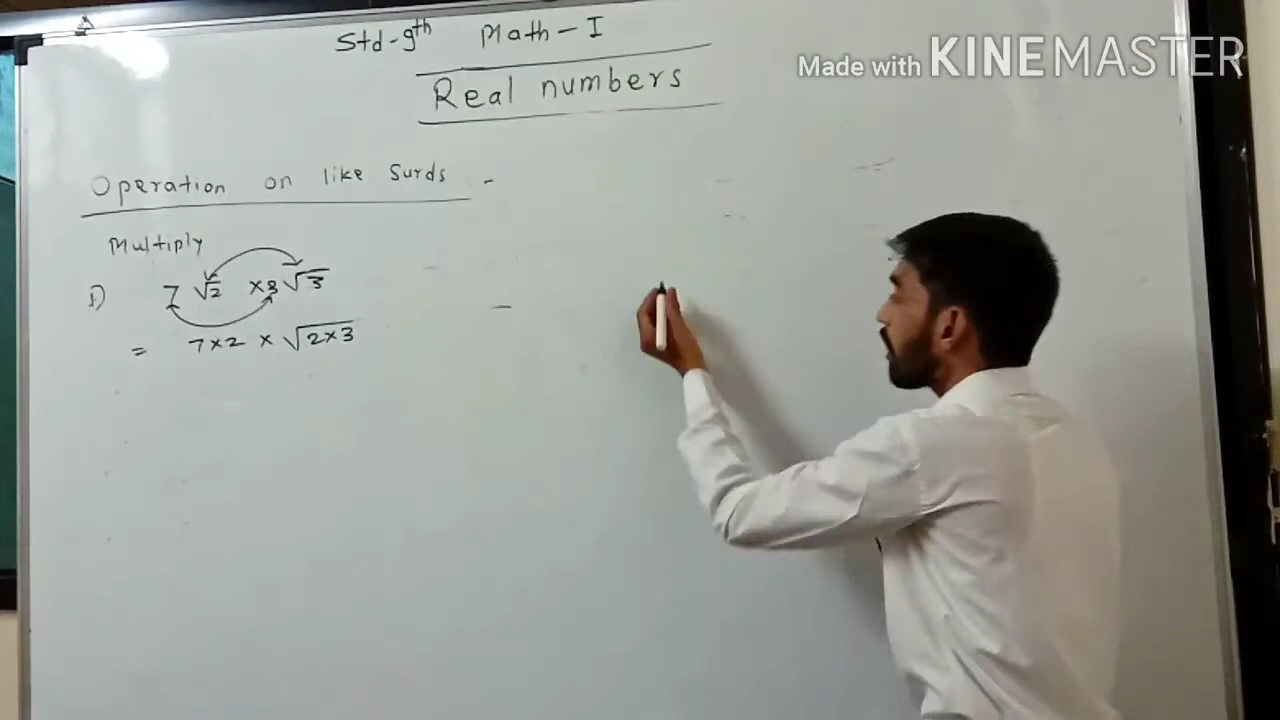 Std-9th Math-I
Made with KINEMASTER
Real numbers
Operation on like Surds -
Multiply
1) 7 √2 ×3 √3
= 7×2 × √2×3